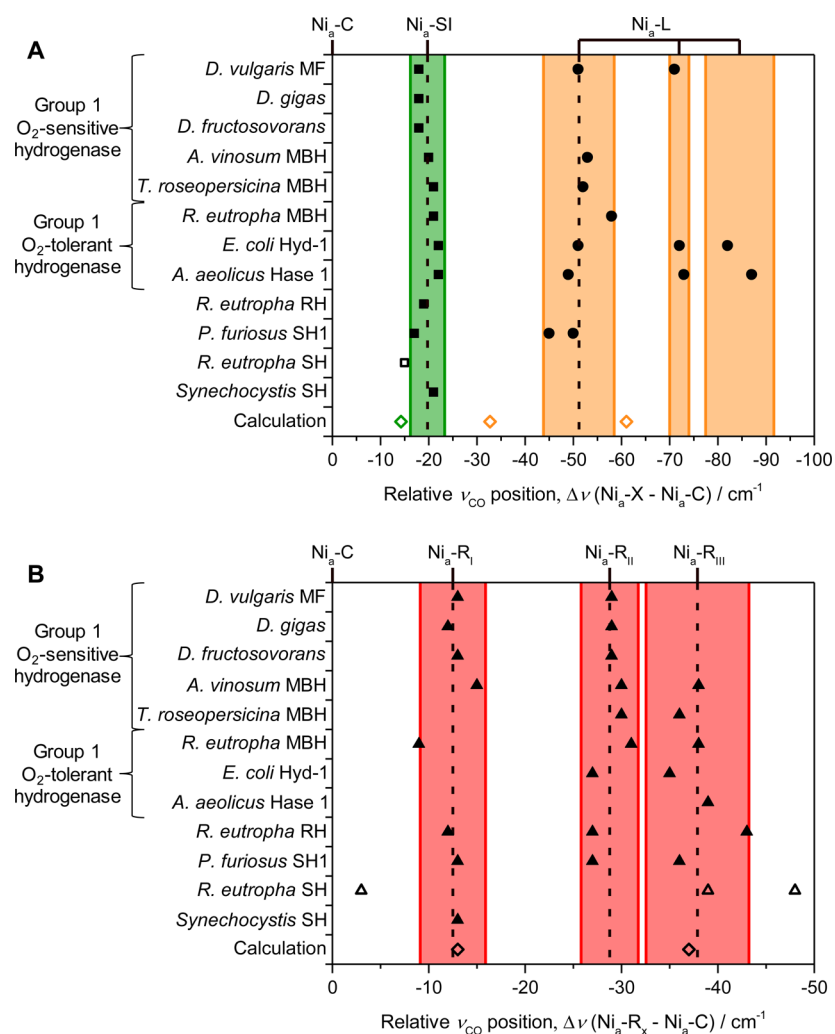 Ni_a-C Ni_a-SI Ni_a-L
A
Group 1
O₂-sensitive
hydrogenase
Group 1
O₂-tolerant
hydrogenase
D. vulgaris MF
D. gigas
D. fructosovorans
A. vinosum MBH
T. roseopersicina MBH
R. eutropha MBH
E. coli Hyd-1
A. aeolicus Hase 1
R. eutropha RH
P. furiosus SH1
R. eutropha SH
Synechocystis SH
Calculation
0 -10 -20 -30 -40 -50 -60 -70 -80 -90 -100
Relative ν_CO position, Δν (Ni_a-X - Ni_a-C) / cm⁻¹
Ni_a-C Ni_a-R_I Ni_a-R_II Ni_a-R_III
B
Group 1
O₂-sensitive
hydrogenase
Group 1
O₂-tolerant
hydrogenase
D. vulgaris MF
D. gigas
D. fructosovorans
A. vinosum MBH
T. roseopersicina MBH
R. eutropha MBH
E. coli Hyd-1
A. aeolicus Hase 1
R. eutropha RH
P. furiosus SH1
R. eutropha SH
Synechocystis SH
Calculation
0 -10 -20 -30 -40 -50
Relative ν_CO position, Δν (Ni_a-R_x - Ni_a-C) / cm⁻¹